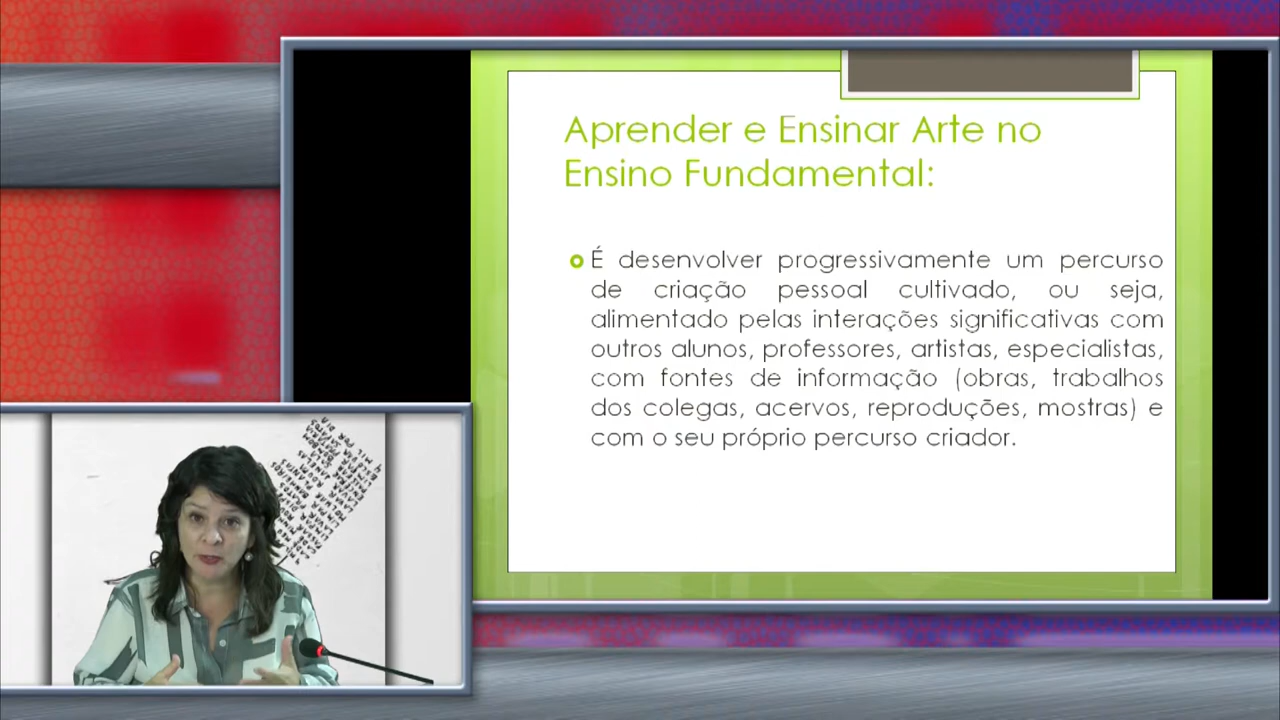 Aprender e Ensinar Arte no
Ensino Fundamental:
É desenvolver progressivamente um percurso
de criação pessoal cultivado, ou seja,
alimentado pelas interações significativas com
outros alunos, professores, artistas, especialistas,
com fontes de informação (obras, trabalhos
dos colegas, acervos, reproduções, mostras) e
com o seu próprio percurso criador.